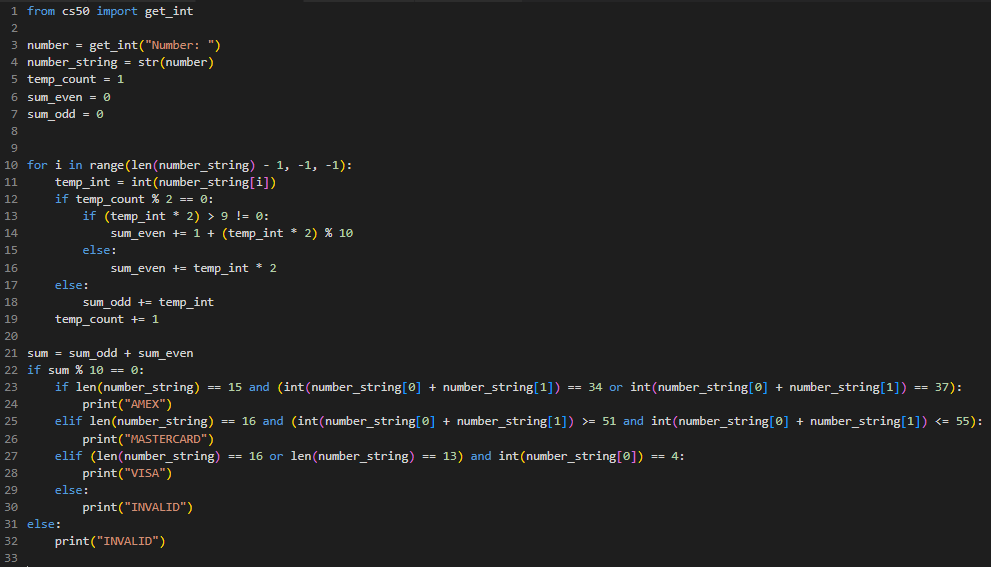 1 from cs50 import get_int
2
3 number = get_int("Number: ")
4 number_string = str(number)
5 temp_count = 1
6 sum_even = 0
7 sum_odd = 0
8
9
10 for i in range(len(number_string) - 1, -1, -1):
11     temp_int = int(number_string[i])
12     if temp_count % 2 == 0:
13         if (temp_int * 2) > 9 != 0:
14             sum_even += 1 + (temp_int * 2) % 10
15         else:
16             sum_even += temp_int * 2
17     else:
18         sum_odd += temp_int
19     temp_count += 1
20
21 sum = sum_odd + sum_even
22 if sum % 10 == 0:
23     if len(number_string) == 15 and (int(number_string[0] + number_string[1]) == 34 or int(number_string[0] + number_string[1]) == 37):
24         print("AMEX")
25     elif len(number_string) == 16 and (int(number_string[0] + number_string[1]) >= 51 and int(number_string[0] + number_string[1]) <= 55):
26         print("MASTERCARD")
27     elif (len(number_string) == 16 or len(number_string) == 13) and int(number_string[0]) == 4:
28         print("VISA")
29     else:
30         print("INVALID")
31 else:
32     print("INVALID")
33